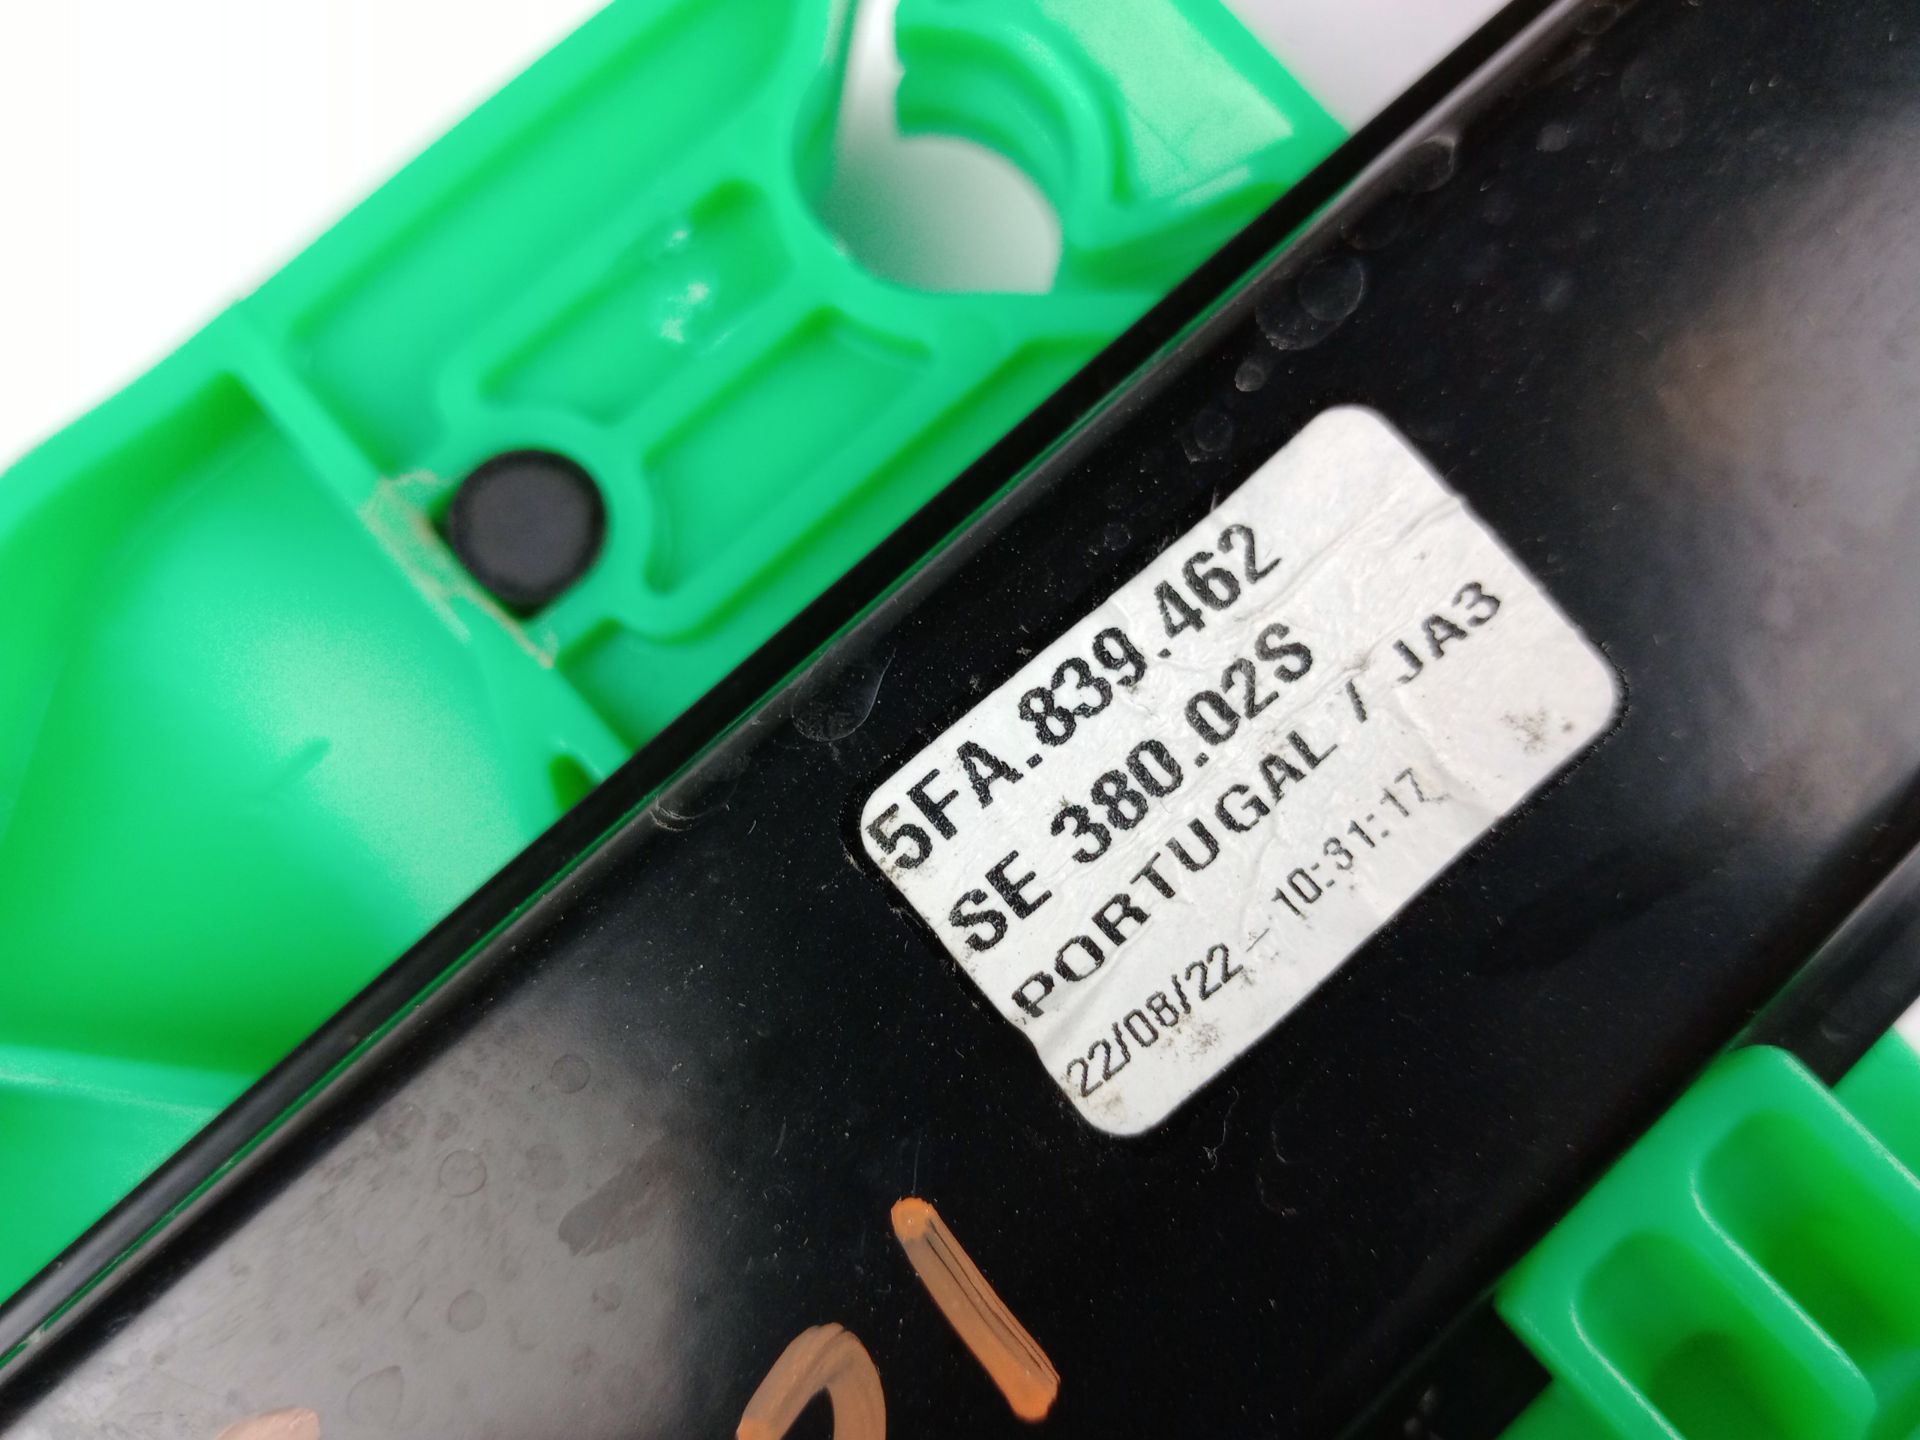 5FA.839.462
SE 380.02S
PORTUGAL / JA3
22/08/22 - 10:31:17